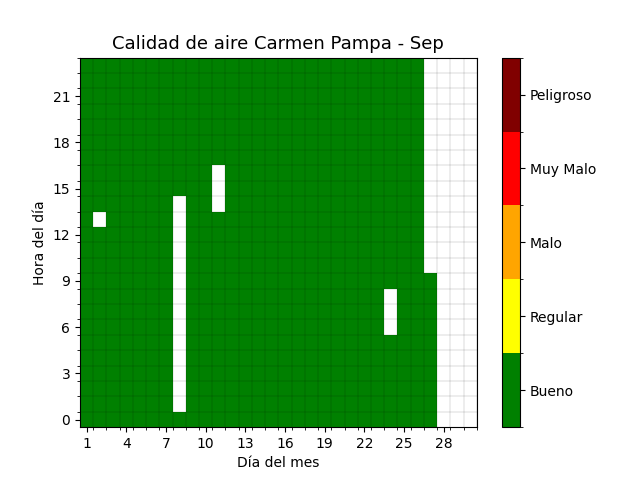 Calidad de aire Carmen Pampa - Sep
Hora del día
21
18
15
12
9
6
3
0
1 4 7 10 13 16 19 22 25 28
Día del mes
Peligroso
Muy Malo
Malo
Regular
Bueno